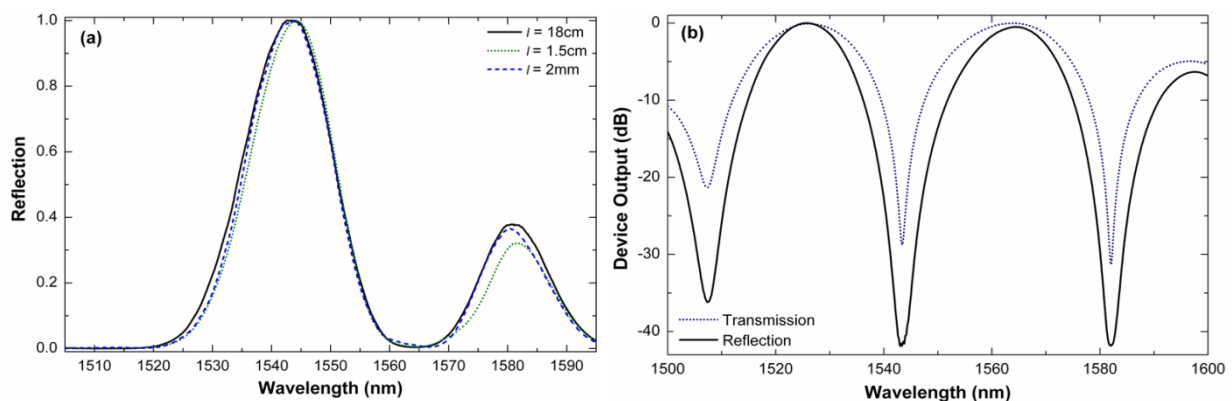 (a)
l = 18cm
l = 1.5cm
l = 2mm
1.0
0.8
0.6
0.4
0.2
0.0
Reflection
1510 1520 1530 1540 1550 1560 1570 1580 1590
Wavelength (nm)
(b)
0
-10
-20
-30
-40
Device Output (dB)
Transmission
Reflection
1500 1520 1540 1560 1580 1600
Wavelength (nm)